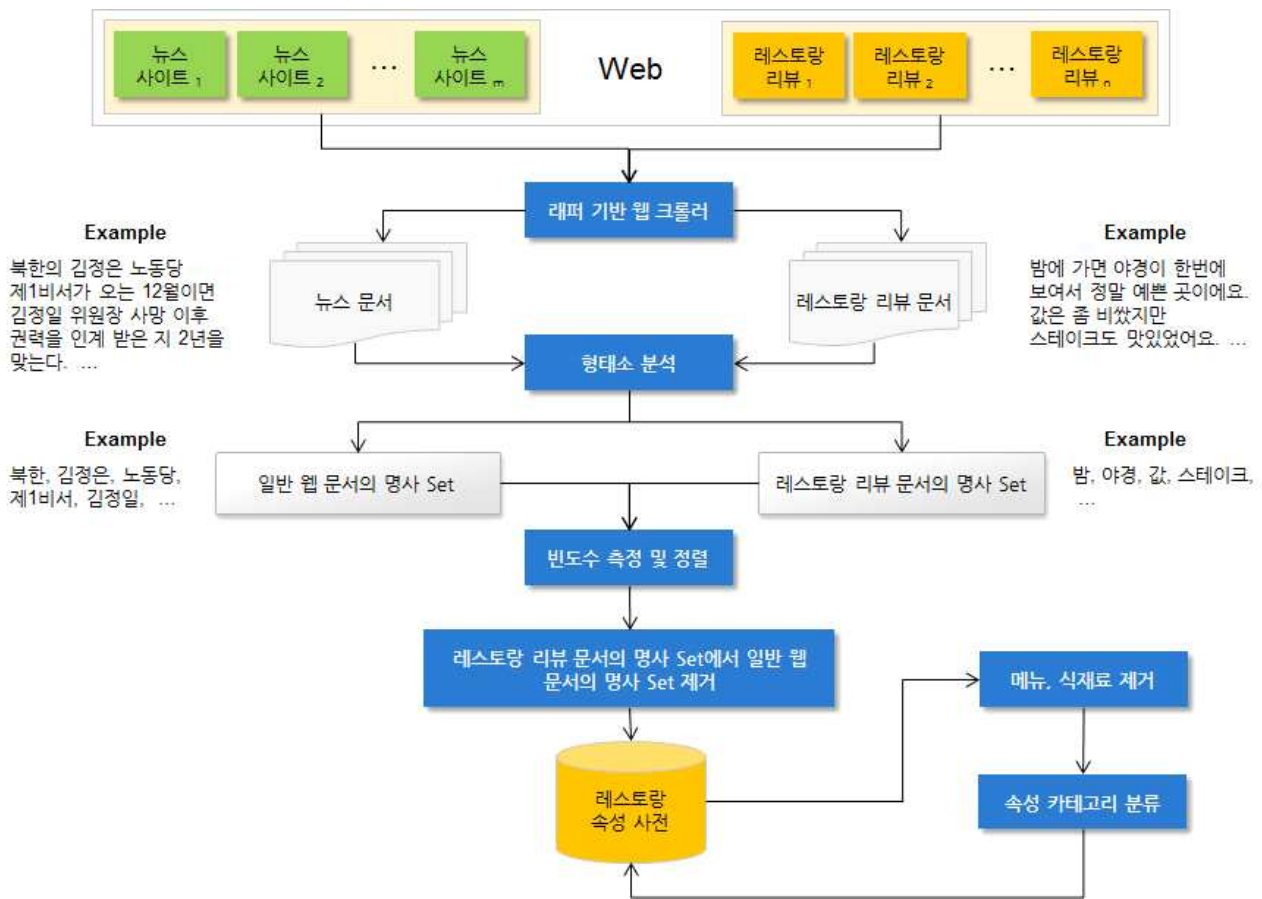 뉴스
사이트 1
뉴스
사이트 2
...
뉴스
사이트 m
Web
레스토랑
리뷰 1
레스토랑
리뷰 2
...
레스토랑
리뷰 n
래퍼 기반 웹 크롤러
Example
북한의 김정은 노동당
제1비서가 오는 12월이면
김정일 위원장 사망 이후
권력을 인계 받은 지 2년을
맞는다. ...
뉴스 문서
레스토랑 리뷰 문서
Example
밤에 가면 야경이 한번에
보여서 정말 예쁜 곳이에요.
값은 좀 비쌌지만
스테이크도 맛있었어요. ...
형태소 분석
Example
북한, 김정은, 노동당,
제1비서, 김정일, ...
일반 웹 문서의 명사 Set
레스토랑 리뷰 문서의 명사 Set
Example
밤, 야경, 값, 스테이크,
...
빈도수 측정 및 정렬
레스토랑 리뷰 문서의 명사 Set에서 일반 웹
문서의 명사 Set 제거
메뉴, 식재료 제거
레스토랑
속성 사전
속성 카테고리 분류